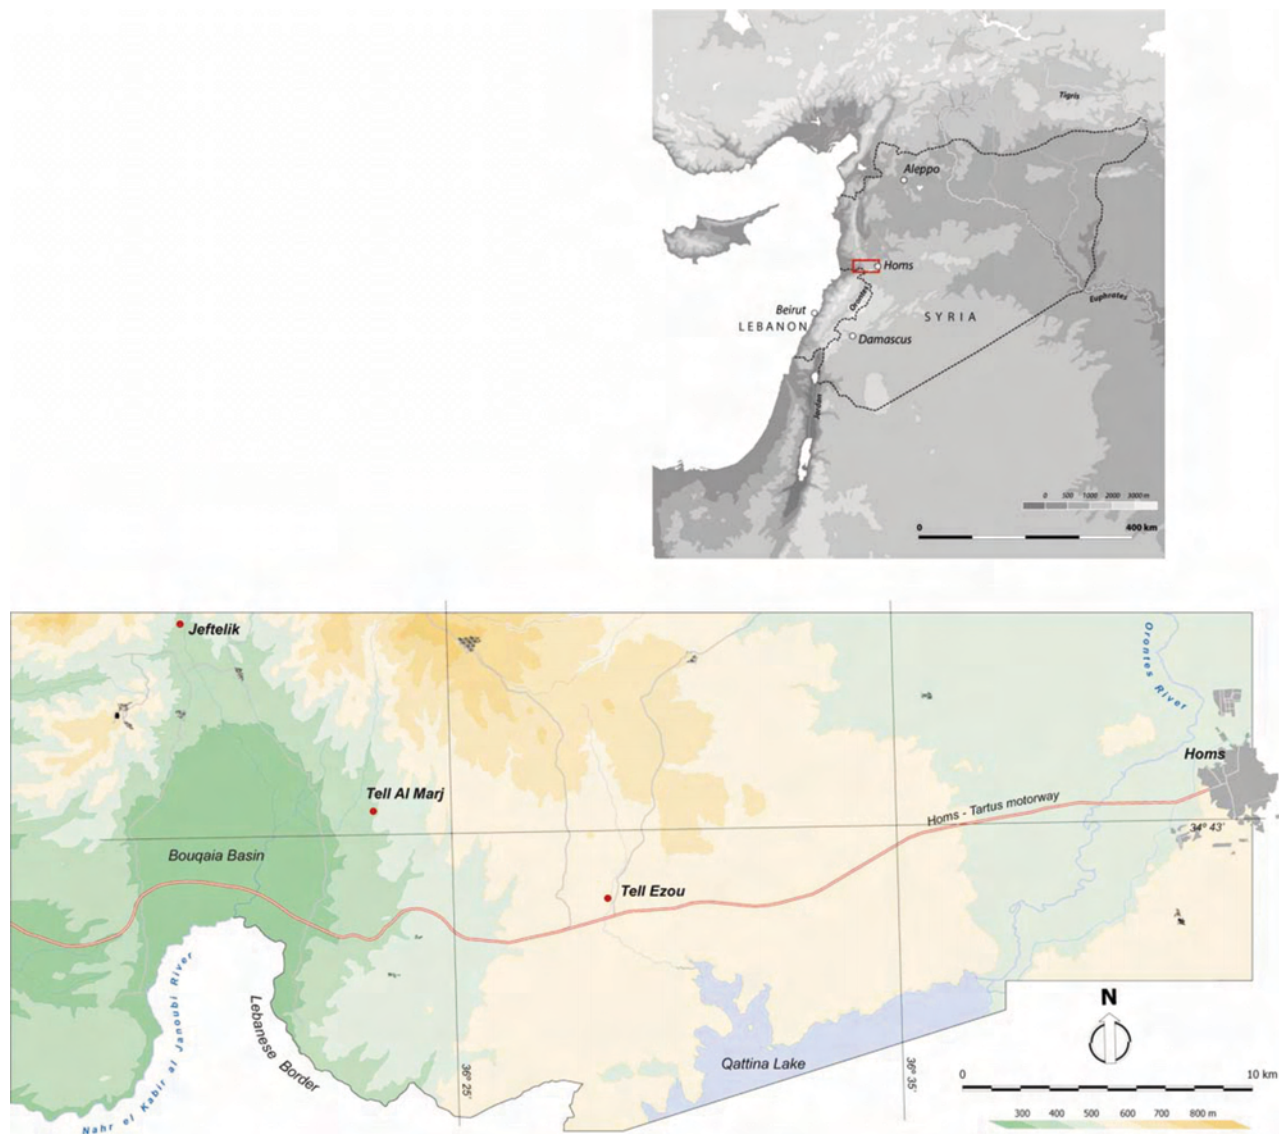 Tigris
Aleppo
Homs
Orontes
Beirut
LEBANON
SYRIA
Euphrates
Damascus
Jordan
0 500 1000 2000 3000 m
0 400 km
Jeftelik
Orontes River
Homs
Tell Al Marj
Homs - Tartus motorway
34° 43'
Bouqaia Basin
Tell Ezou
Nahr el Kabir al Janoubi River
Lebanese Border
N
Qattina Lake
36° 25'
36° 35'
0 10 km
300 400 500 600 700 800 m